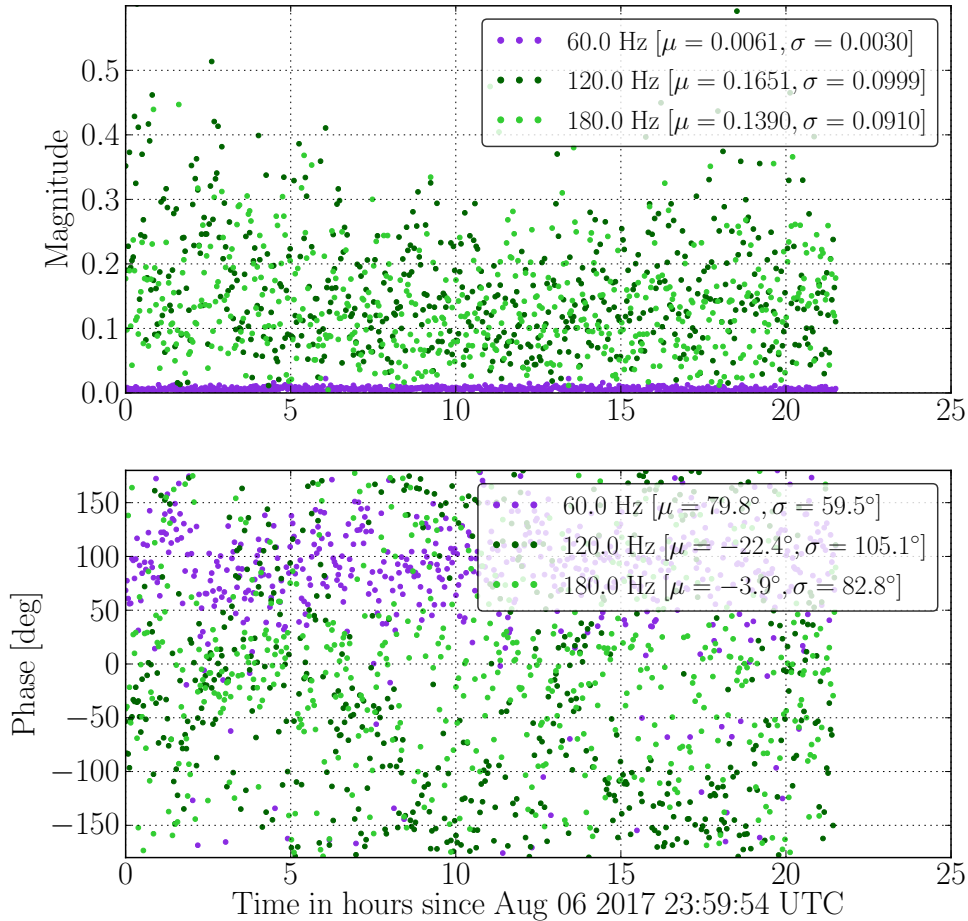 60.0 Hz [μ = 0.0061, σ = 0.0030]
120.0 Hz [μ = 0.1651, σ = 0.0999]
180.0 Hz [μ = 0.1390, σ = 0.0910]
Magnitude
0.5
0.4
0.3
0.2
0.1
0.0
0 5 10 15 20 25
60.0 Hz [μ = 79.8°, σ = 59.5°]
120.0 Hz [μ = −22.4°, σ = 105.1°]
180.0 Hz [μ = −3.9°, σ = 82.8°]
Phase [deg]
150
100
50
0
−50
−100
−150
0 5 10 15 20 25
Time in hours since Aug 06 2017 23:59:54 UTC